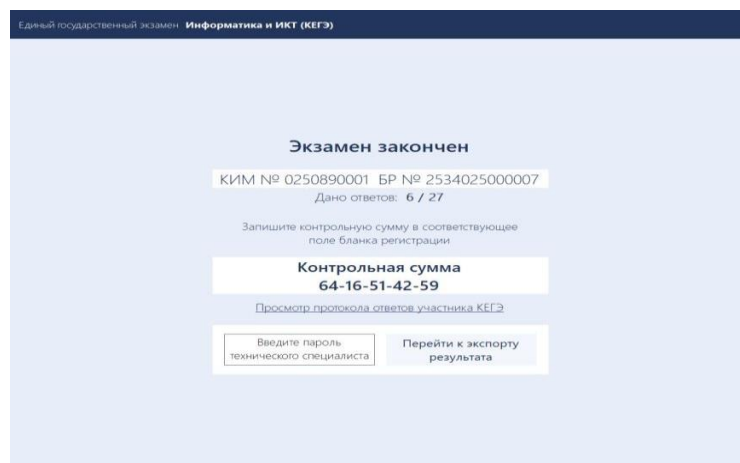 Единый государственный экзамен Информатика и ИКТ (КЕГЭ)
Экзамен закончен
КИМ № 0250890001 БР № 2534025000007
Дано ответов: 6 / 27
Запишите контрольную сумму в соответствующее
поле бланка регистрации
Контрольная сумма
64-16-51-42-59
Просмотр протокола ответов участника КЕГЭ
Введите пароль
технического специалиста
Перейти к экспорту
результата